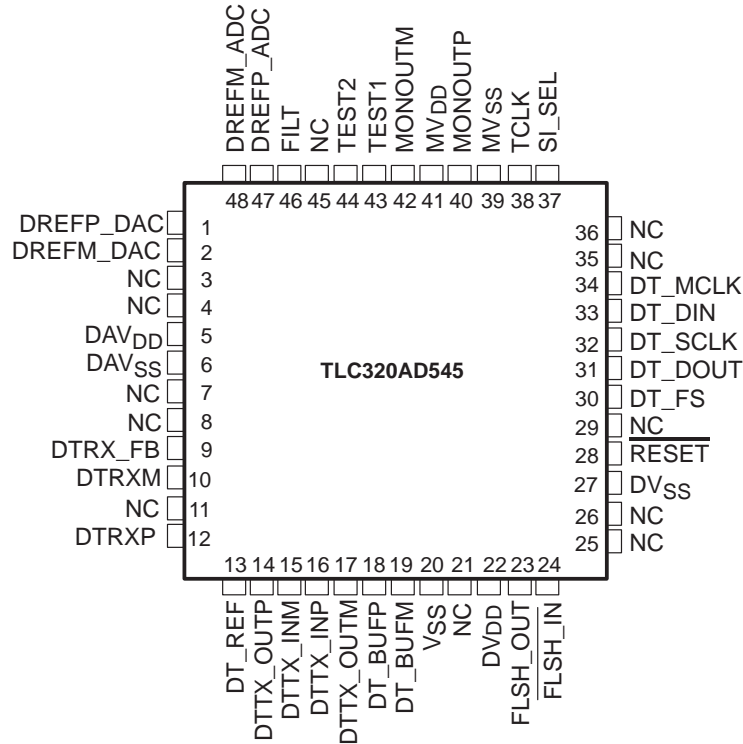 DREFM_ADC
DREFP_ADC
FILT
NC
TEST2
TEST1
MONOUTM
MVDD
MONOUTP
MVSS
TCLK
SI_SEL
48 47 46 45 44 43 42 41 40 39 38 37
DREFP_DAC 1
DREFM_DAC 2
NC 3
NC 4
DAVDD 5
DAVSS 6
NC 7
NC 8
DTRX_FB 9
DTRXM 10
NC 11
DTRXP 12
TLC320AD545
36 NC
35 NC
34 DT_MCLK
33 DT_DIN
32 DT_SCLK
31 DT_DOUT
30 DT_FS
29 NC
28 RESET
27 DVSS
26 NC
25 NC
13 14 15 16 17 18 19 20 21 22 23 24
DT_REF
DTTX_OUTP
DTTX_INM
DTTX_INP
DTTX_OUTM
DT_BUFP
DT_BUFM
VSS
NC
DVDD
FLSH_OUT
FLSH_IN